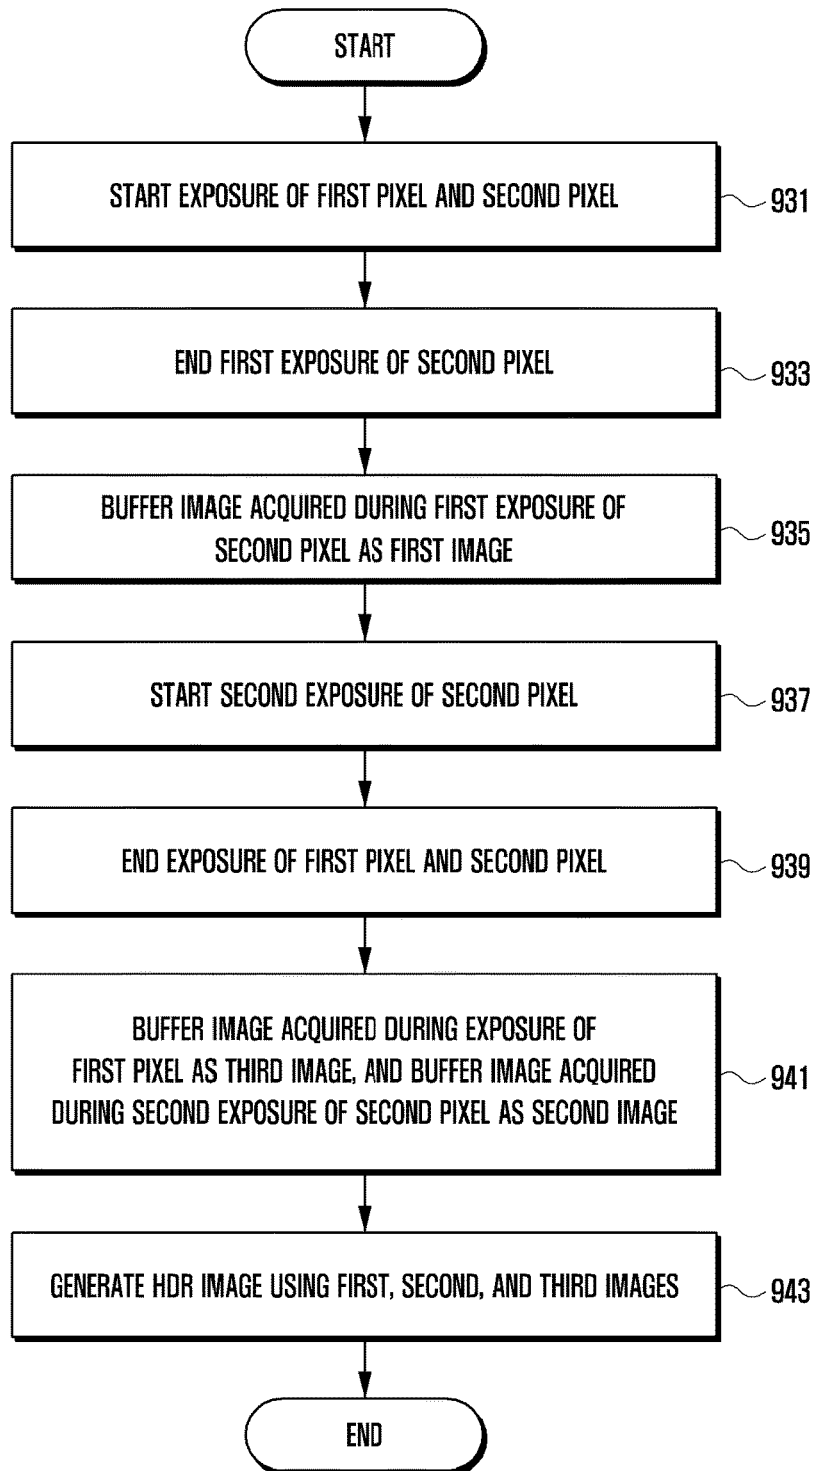 START
START EXPOSURE OF FIRST PIXEL AND SECOND PIXEL
931
END FIRST EXPOSURE OF SECOND PIXEL
933
BUFFER IMAGE ACQUIRED DURING FIRST EXPOSURE OF
SECOND PIXEL AS FIRST IMAGE
935
START SECOND EXPOSURE OF SECOND PIXEL
937
END EXPOSURE OF FIRST PIXEL AND SECOND PIXEL
939
BUFFER IMAGE ACQUIRED DURING EXPOSURE OF
FIRST PIXEL AS THIRD IMAGE, AND BUFFER IMAGE ACQUIRED
DURING SECOND EXPOSURE OF SECOND PIXEL AS SECOND IMAGE
941
GENERATE HDR IMAGE USING FIRST, SECOND, AND THIRD IMAGES
943
END